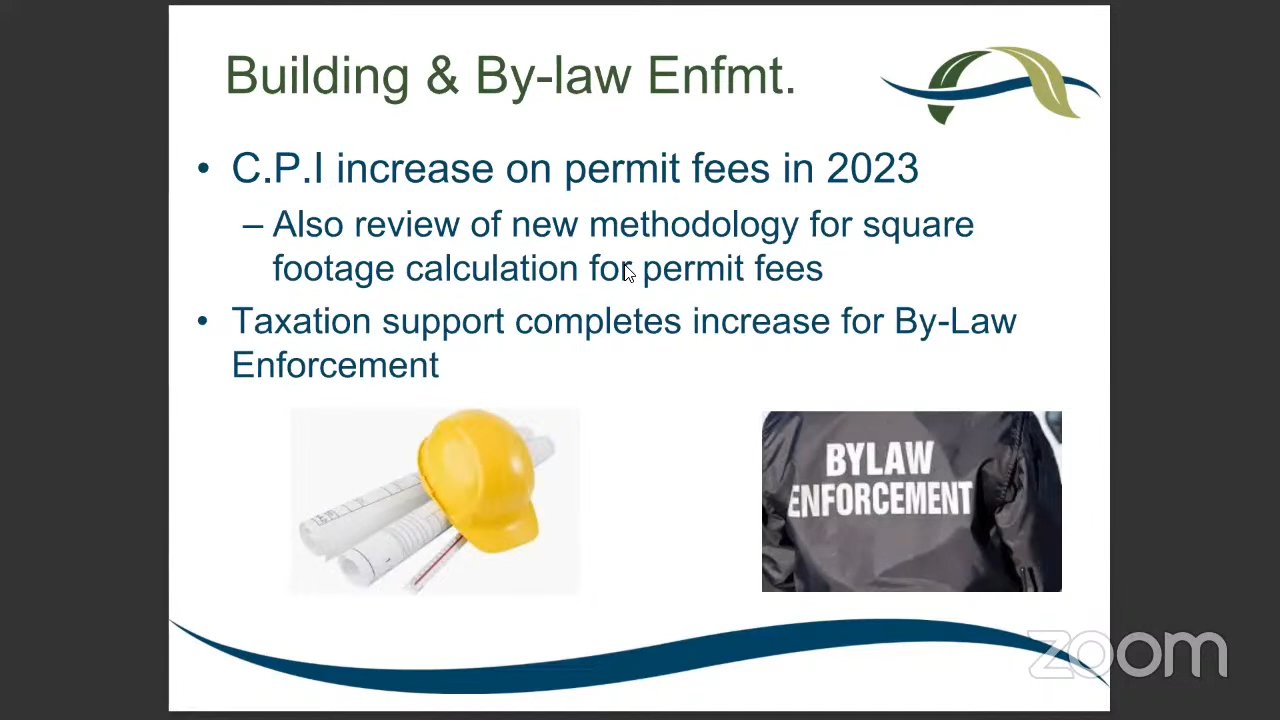 Building & By-law Enfmt.
• C.P.I increase on permit fees in 2023
– Also review of new methodology for square
footage calculation for permit fees
• Taxation support completes increase for By-Law
Enforcement
BYLAW
ENFORCEMENT
zoom